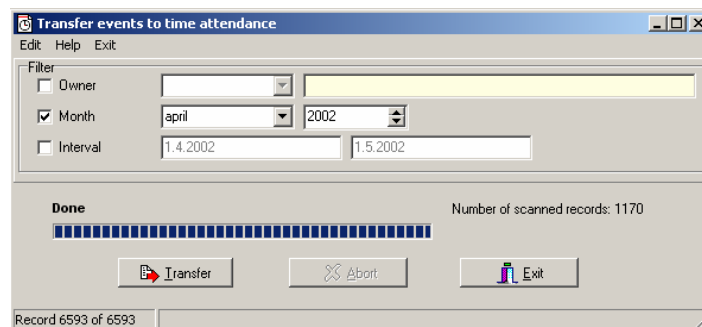 Transfer events to time attendance
Edit Help Exit
Filter
Owner
Month april 2002
Interval 1.4.2002 1.5.2002
Done Number of scanned records: 1170
Transfer Abort Exit
Record 6593 of 6593